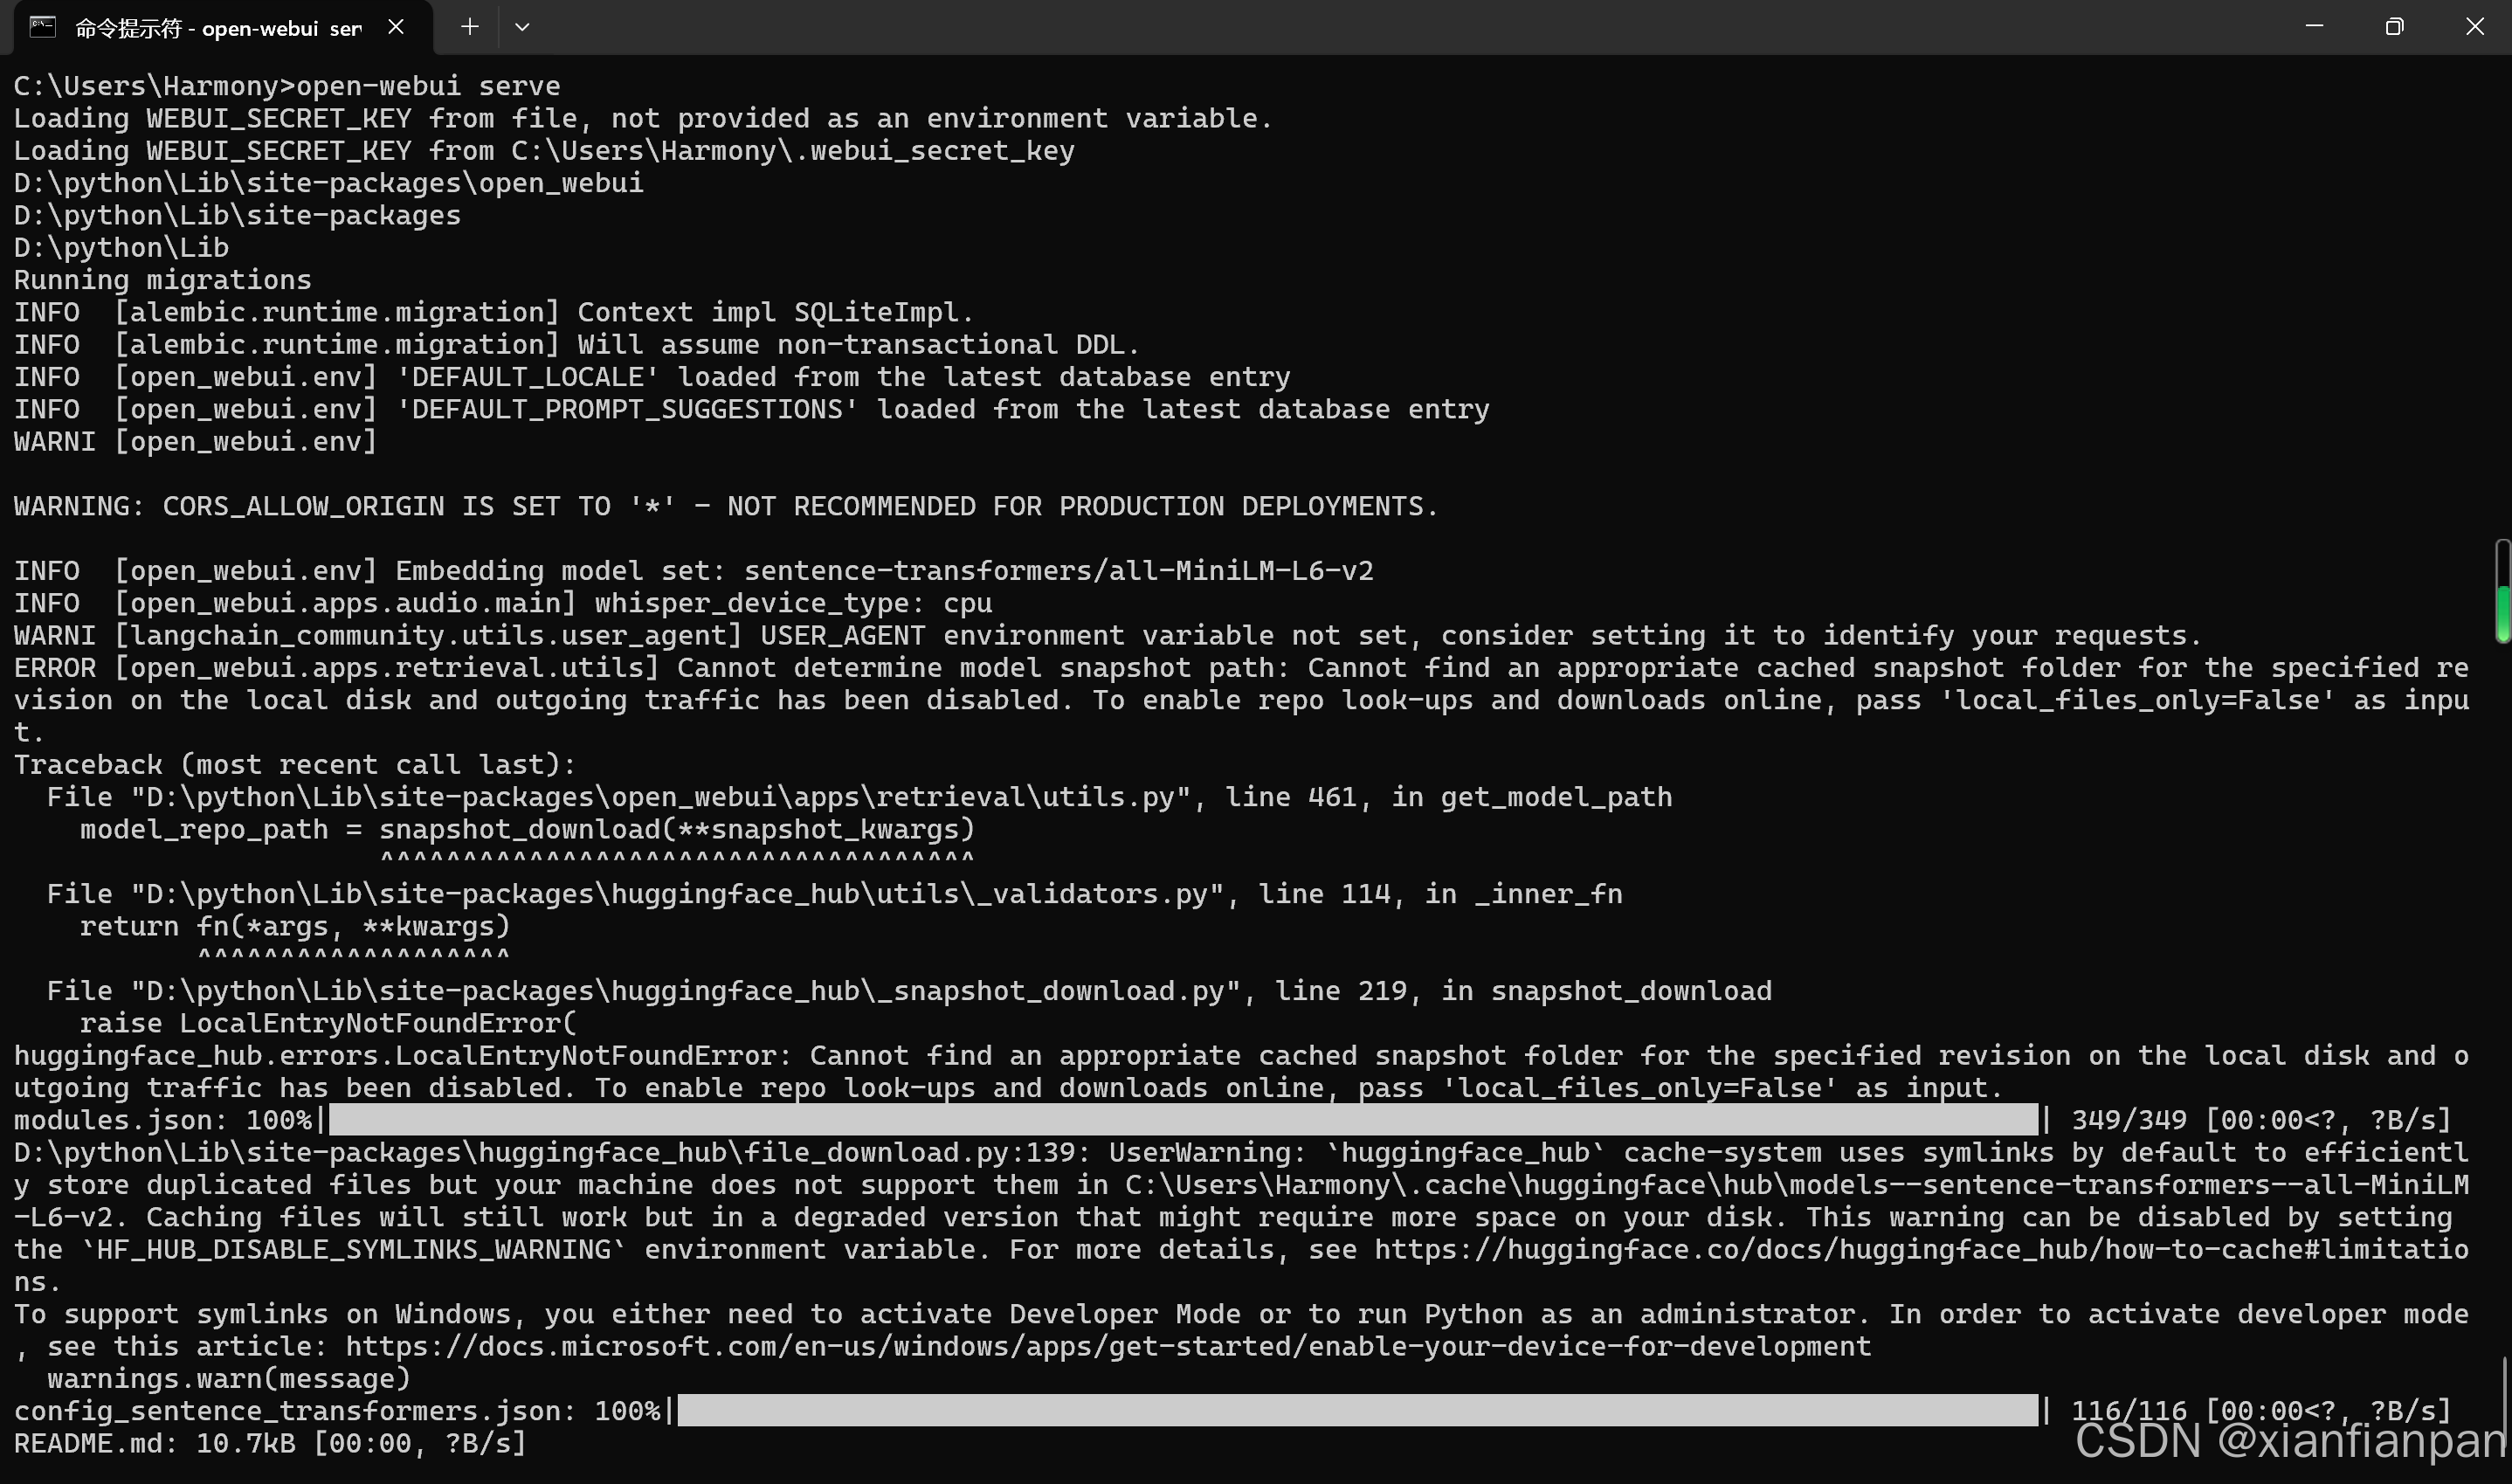 命令提示符 - open-webui serv
C:\Users\Harmony>open-webui serve
Loading WEBUI_SECRET_KEY from file, not provided as an environment variable.
Loading WEBUI_SECRET_KEY from C:\Users\Harmony\.webui_secret_key
D:\python\Lib\site-packages\open_webui
D:\python\Lib\site-packages
D:\python\Lib
Running migrations
INFO  [alembic.runtime.migration] Context impl SQLiteImpl.
INFO  [alembic.runtime.migration] Will assume non-transactional DDL.
INFO  [open_webui.env] 'DEFAULT_LOCALE' loaded from the latest database entry
INFO  [open_webui.env] 'DEFAULT_PROMPT_SUGGESTIONS' loaded from the latest database entry
WARNI [open_webui.env]
WARNING: CORS_ALLOW_ORIGIN IS SET TO '*' - NOT RECOMMENDED FOR PRODUCTION DEPLOYMENTS.
INFO  [open_webui.env] Embedding model set: sentence-transformers/all-MiniLM-L6-v2
INFO  [open_webui.apps.audio.main] whisper_device_type: cpu
WARNI [langchain_community.utils.user_agent] USER_AGENT environment variable not set, consider setting it to identify your requests.
ERROR [open_webui.apps.retrieval.utils] Cannot determine model snapshot path: Cannot find an appropriate cached snapshot folder for the specified re
vision on the local disk and outgoing traffic has been disabled. To enable repo look-ups and downloads online, pass 'local_files_only=False' as inpu
t.
Traceback (most recent call last):
  File "D:\python\Lib\site-packages\open_webui\apps\retrieval\utils.py", line 461, in get_model_path
    model_repo_path = snapshot_download(**snapshot_kwargs)
                      ^^^^^^^^^^^^^^^^^^^^^^^^^^^^^^^^^^^^
  File "D:\python\Lib\site-packages\huggingface_hub\utils\_validators.py", line 114, in _inner_fn
    return fn(*args, **kwargs)
           ^^^^^^^^^^^^^^^^^^^
  File "D:\python\Lib\site-packages\huggingface_hub\_snapshot_download.py", line 219, in snapshot_download
    raise LocalEntryNotFoundError(
huggingface_hub.errors.LocalEntryNotFoundError: Cannot find an appropriate cached snapshot folder for the specified revision on the local disk and o
utgoing traffic has been disabled. To enable repo look-ups and downloads online, pass 'local_files_only=False' as input.
modules.json: 100%| | 349/349 [00:00<?, ?B/s]
D:\python\Lib\site-packages\huggingface_hub\file_download.py:139: UserWarning: `huggingface_hub` cache-system uses symlinks by default to efficientl
y store duplicated files but your machine does not support them in C:\Users\Harmony\.cache\huggingface\hub\models--sentence-transformers--all-MiniLM
-L6-v2. Caching files will still work but in a degraded version that might require more space on your disk. This warning can be disabled by setting
the `HF_HUB_DISABLE_SYMLINKS_WARNING` environment variable. For more details, see https://huggingface.co/docs/huggingface_hub/how-to-cache#limitatio
ns.
To support symlinks on Windows, you either need to activate Developer Mode or to run Python as an administrator. In order to activate developer mode
, see this article: https://docs.microsoft.com/en-us/windows/apps/get-started/enable-your-device-for-development
  warnings.warn(message)
config_sentence_transformers.json: 100%| | 116/116 [00:00<?, ?B/s]
README.md: 10.7kB [00:00, ?B/s]
CSDN @xianfianpan